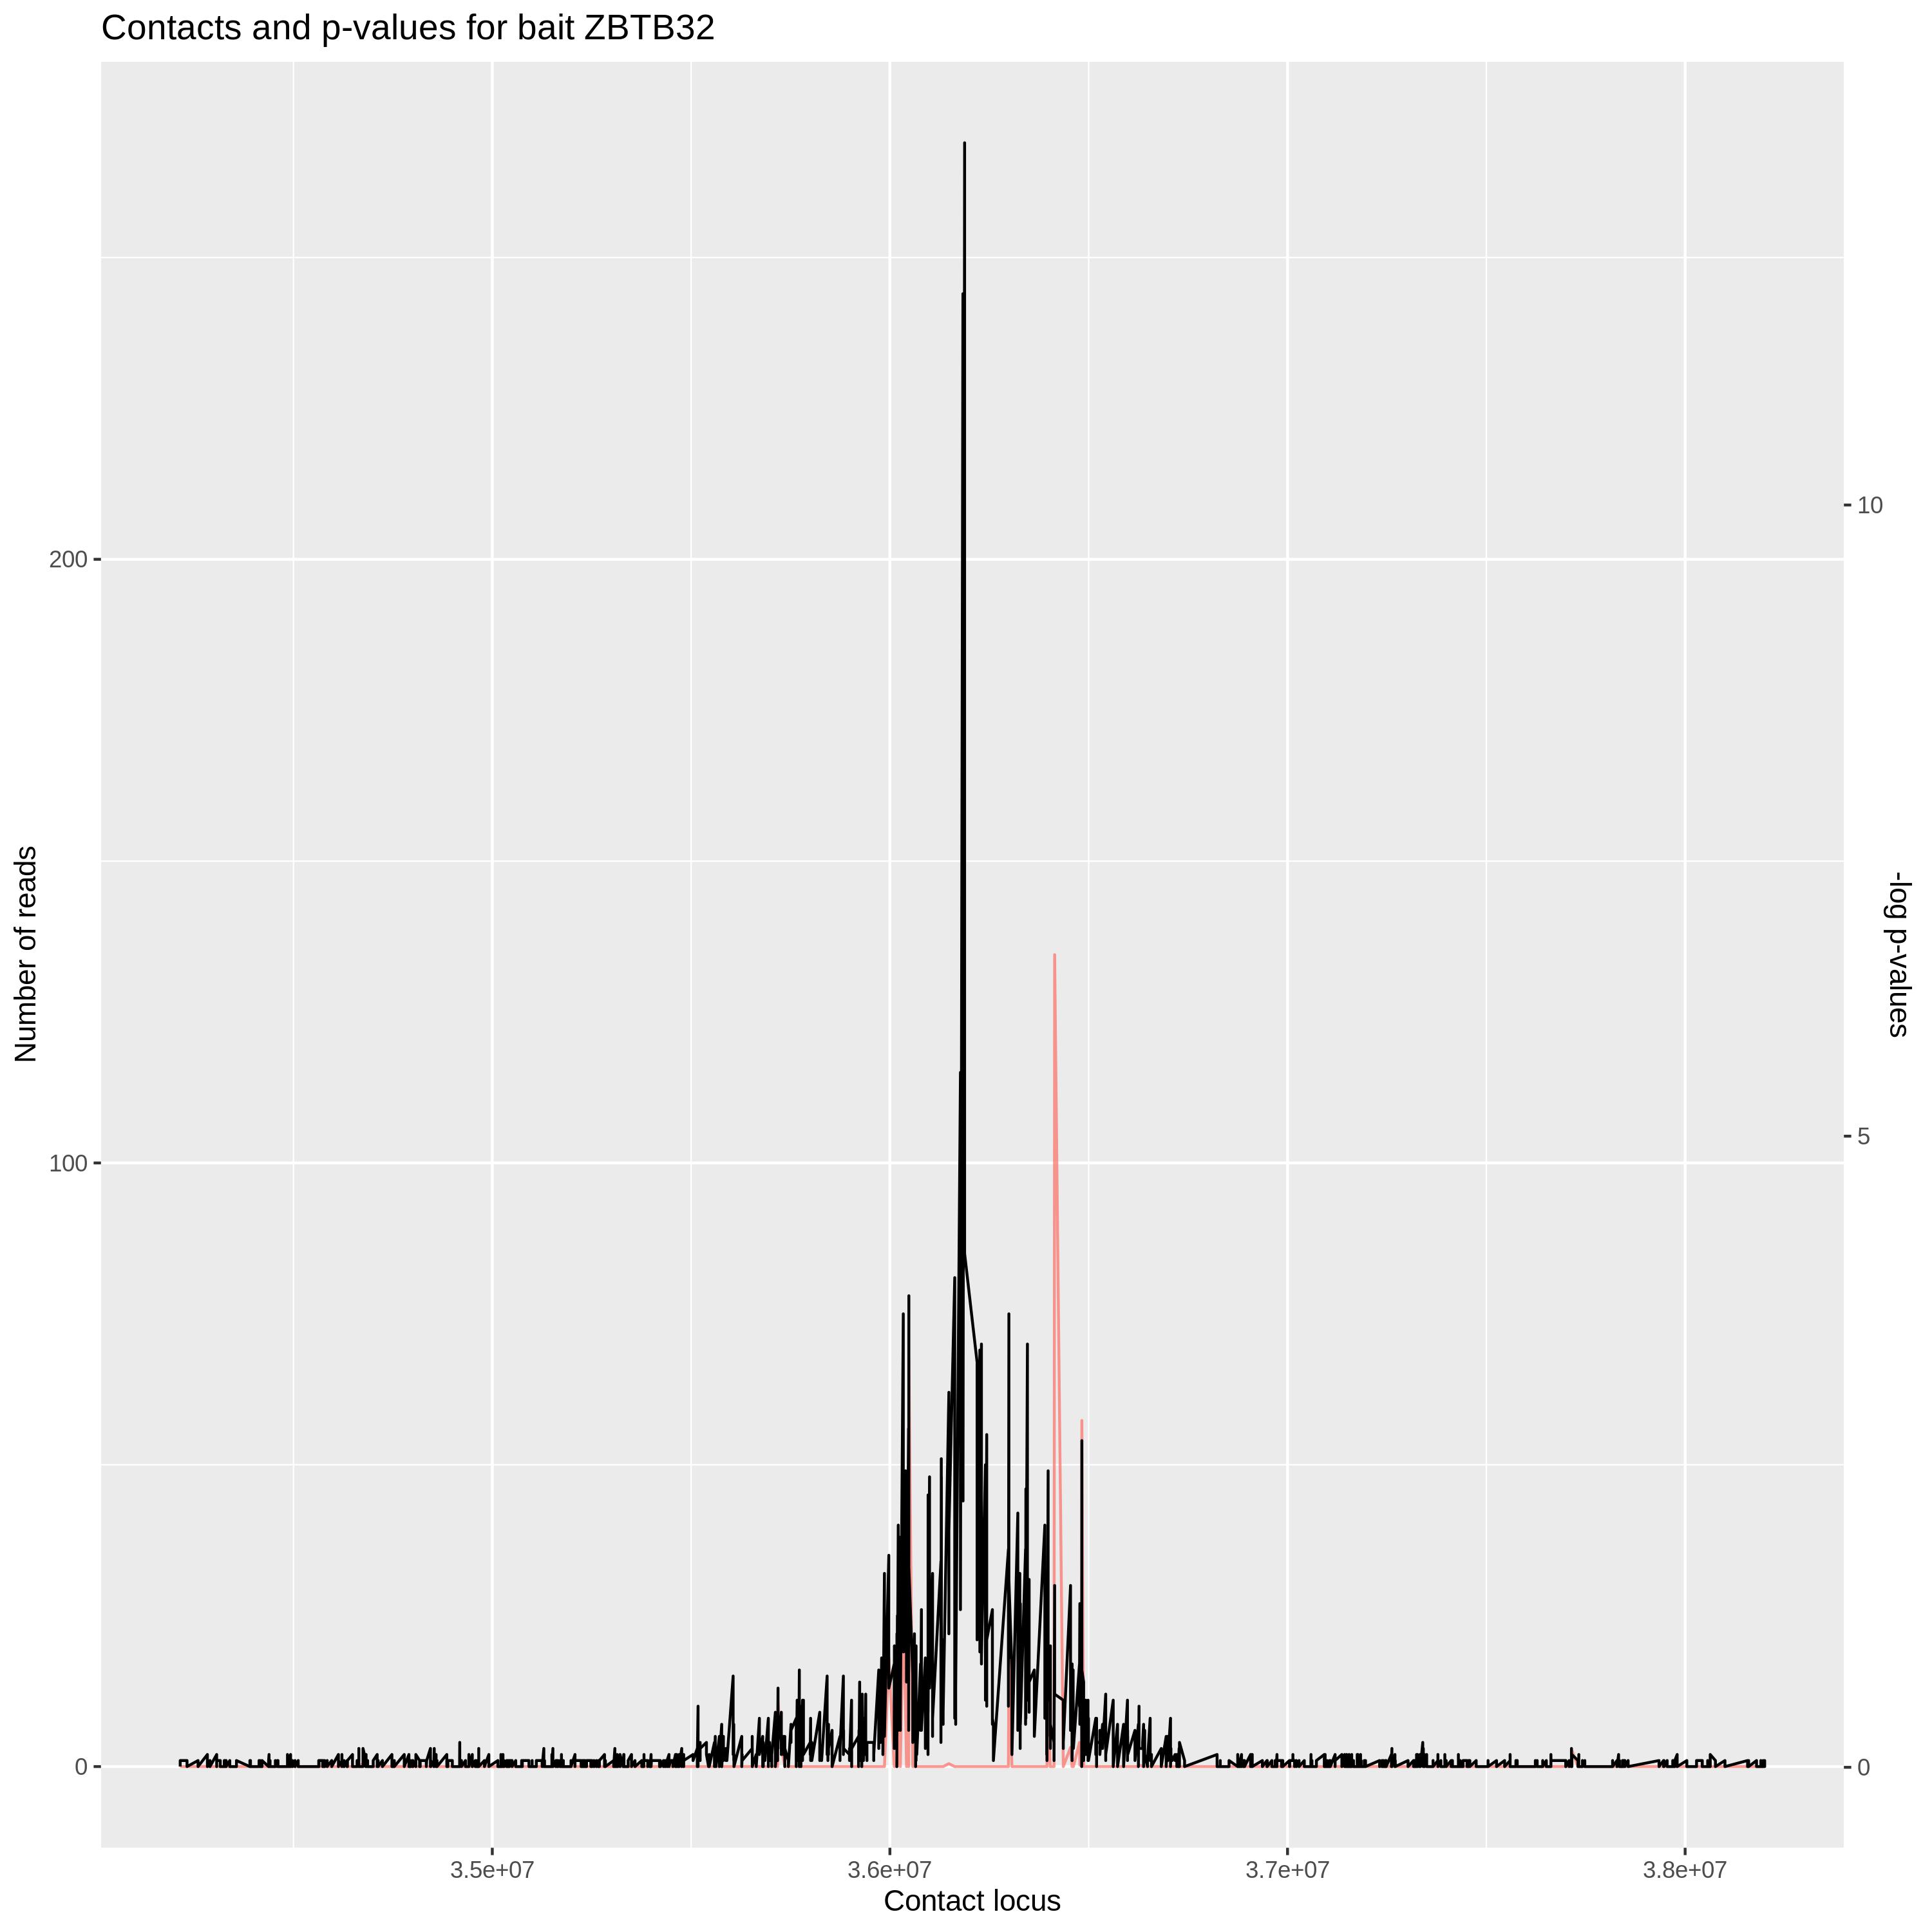 Contacts and p-values for bait ZBTB32
Number of reads
200
100
0
10
5
0
-log p-values
3.5e+07
3.6e+07
3.7e+07
3.8e+07
Contact locus